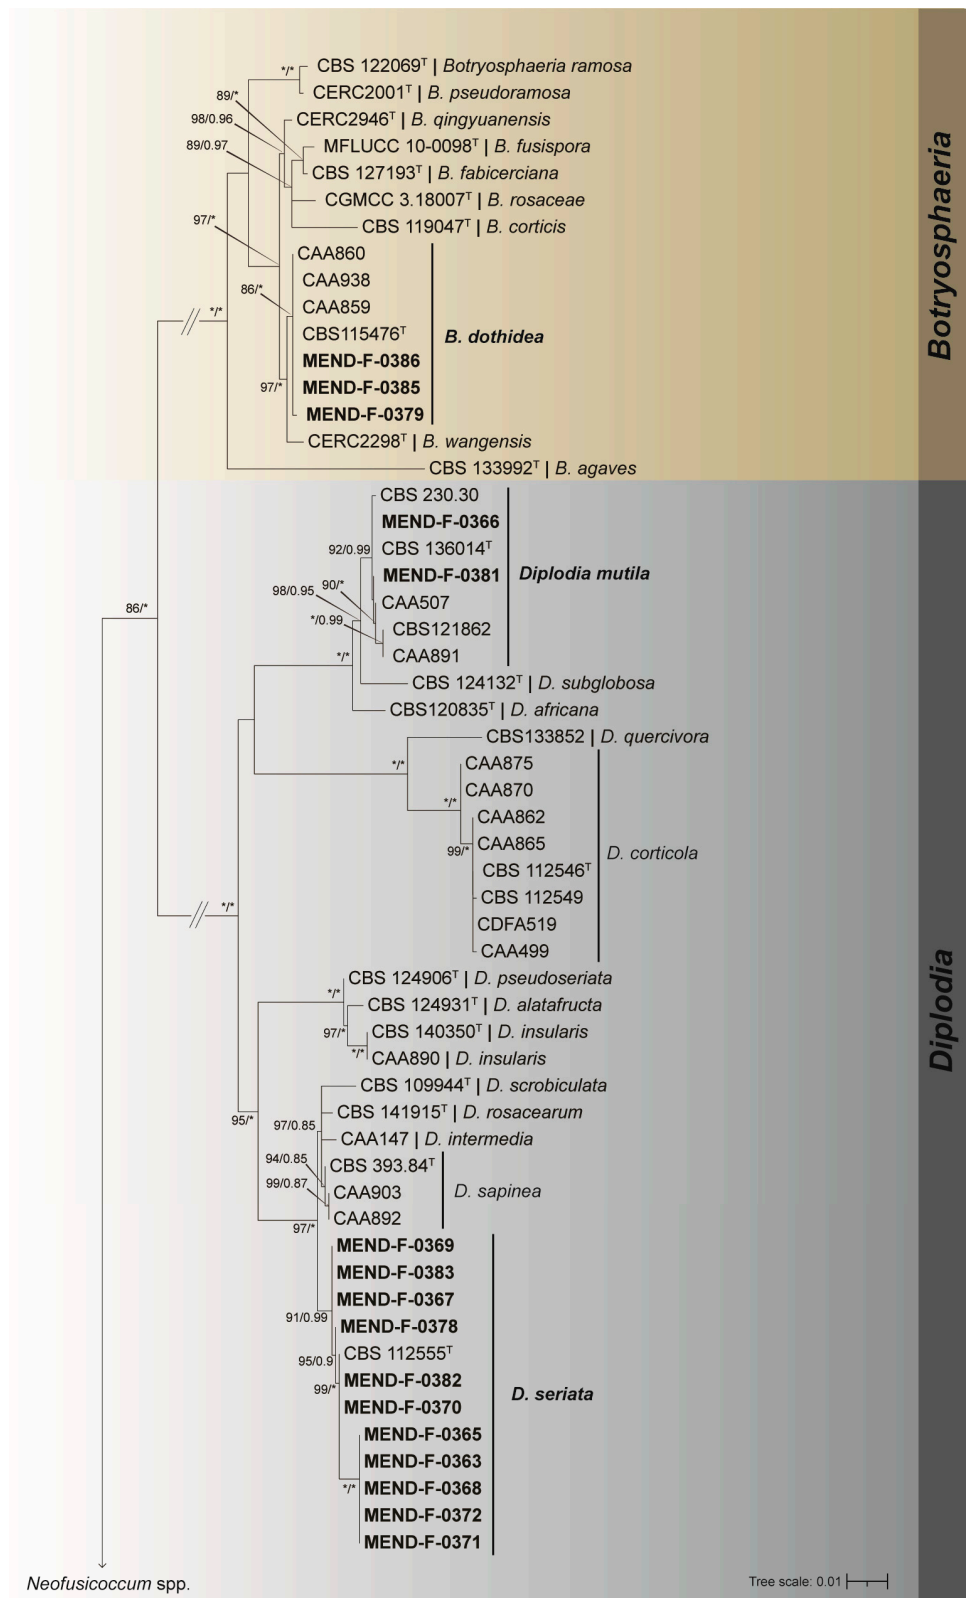 */*
CBS 122069ᵀ | Botryosphaeria ramosa
CERC2001ᵀ | B. pseudoramosa
89/*
98/0.96
CERC2946ᵀ | B. qingyuanensis
89/0.97
MFLUCC 10-0098ᵀ | B. fusispora
CBS 127193ᵀ | B. fabicerciana
CGMCC 3.18007ᵀ | B. rosaceae
97/*
CBS 119047ᵀ | B. corticis
CAA860
CAA938
86/*
CAA859
*/*
CBS115476ᵀ
B. dothidea
MEND-F-0386
97/*
MEND-F-0385
MEND-F-0379
CERC2298ᵀ | B. wangensis
CBS 133992ᵀ | B. agaves
Botryosphaeria
CBS 230.30
MEND-F-0366
92/0.99
CBS 136014ᵀ
MEND-F-0381
Diplodia mutila
98/0.95
90/*
CAA507
86/*
*/0.99
CBS121862
CAA891
*/*
CBS 124132ᵀ | D. subglobosa
CBS120835ᵀ | D. africana
CBS133852 | D. quercivora
*/*
CAA875
CAA870
*/*
CAA862
CAA865
99/*
D. corticola
CBS 112546ᵀ
CBS 112549
*/*
CDFA519
CAA499
CBS 124906ᵀ | D. pseudoseriata
*/*
CBS 124931ᵀ | D. alatafructa
97/*
CBS 140350ᵀ | D. insularis
*/*
CAA890 | D. insularis
CBS 109944ᵀ | D. scrobiculata
95/*
CBS 141915ᵀ | D. rosacearum
97/0.85
CAA147 | D. intermedia
94/0.85
CBS 393.84ᵀ
99/0.87
CAA903
D. sapinea
CAA892
97/*
MEND-F-0369
MEND-F-0383
MEND-F-0367
91/0.99
MEND-F-0378
CBS 112555ᵀ
95/0.9
MEND-F-0382
99/*
D. seriata
MEND-F-0370
MEND-F-0365
MEND-F-0363
*/*
MEND-F-0368
MEND-F-0372
MEND-F-0371
Diplodia
Neofusicoccum spp.
Tree scale: 0.01